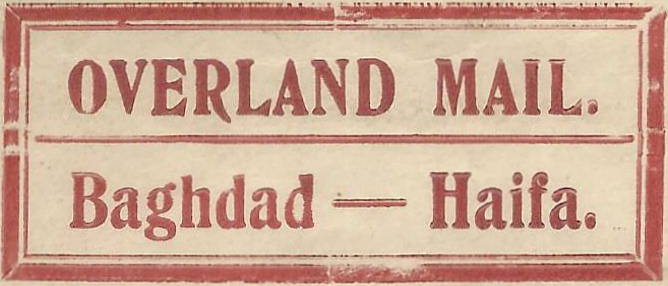 OVERLAND MAIL.
Baghdad — Haifa.